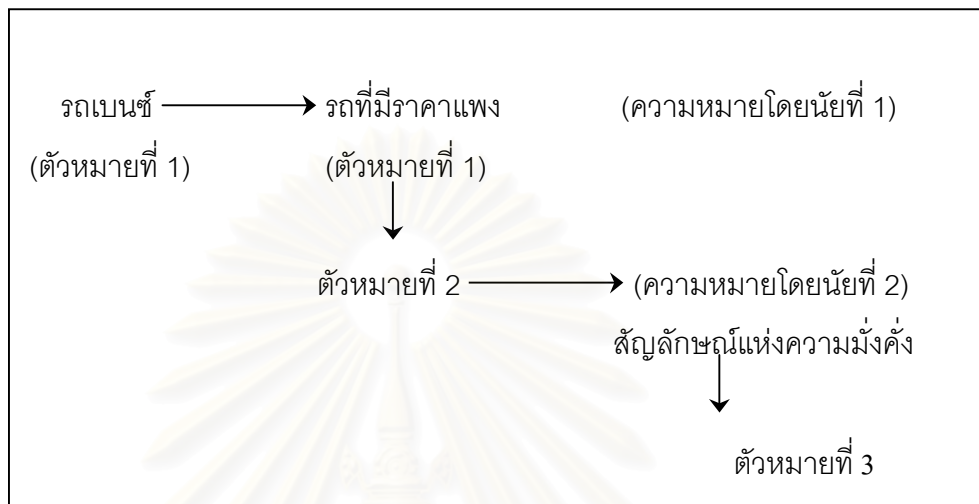 รถเบนซ์ รถที่มีราคาแพง (ความหมายโดยนัยที่ 1)
(ตัวหมายที่ 1) (ตัวหมายที่ 1)
ตัวหมายที่ 2 (ความหมายโดยนัยที่ 2)
สัญลักษณ์แห่งความมั่งคั่ง
ตัวหมายที่ 3